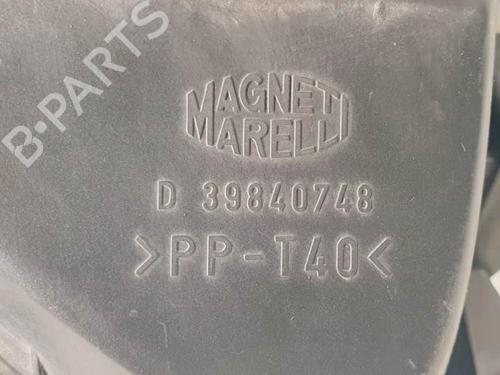 B-PARTS
MAGNETI
MARELLI
D 39840748
>PP-T40<